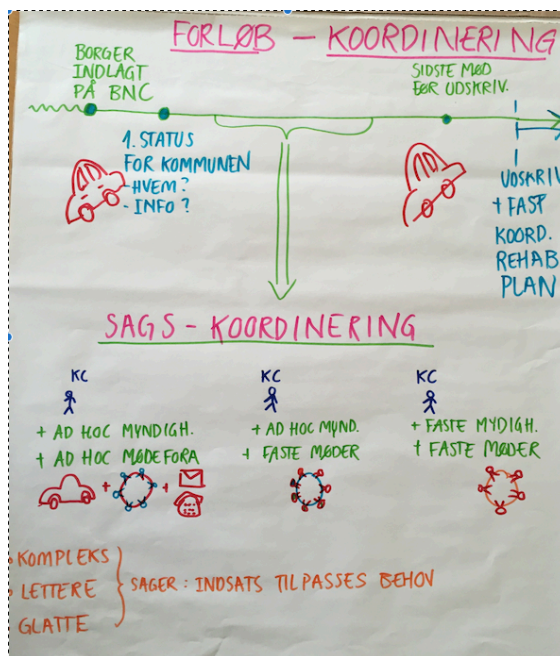 FORLØB - KOORDINERING
BORGER
INDLAGT
PÅ BNC
SIDSTE MØD
FØR UDSKRIV.
1. STATUS
FOR KOMMUNEN
- HVEM?
- INFO?
UDSKRIV
+ FAST
KOORD.
REHAB
PLAN
SAGS - KOORDINERING
KC
+ AD HOC MYNDIGH.
+ AD HOC MØDEFORA
+
+
KC
+ AD HOC MYND.
+ FASTE MØDER
KC
+ FASTE MYDIGH.
+ FASTE MØDER
KOMPLEKS
LETTERE
GLATTE
SAGER: INDSATS TILPASSES BEHOV